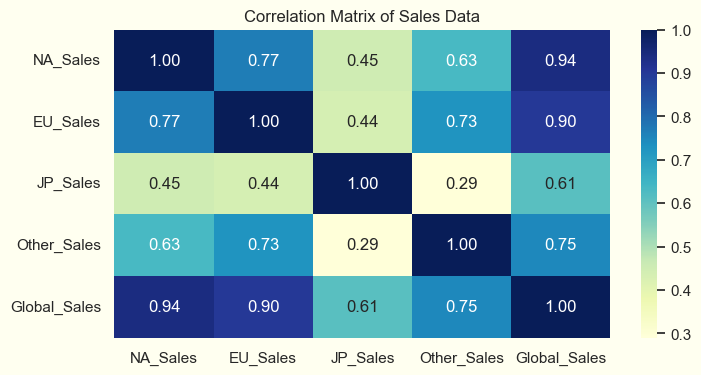 Correlation Matrix of Sales Data
NA_Sales 1.00 0.77 0.45 0.63 0.94
EU_Sales 0.77 1.00 0.44 0.73 0.90
JP_Sales 0.45 0.44 1.00 0.29 0.61
Other_Sales 0.63 0.73 0.29 1.00 0.75
Global_Sales 0.94 0.90 0.61 0.75 1.00
NA_Sales EU_Sales JP_Sales Other_Sales Global_Sales
1.0
0.9
0.8
0.7
0.6
0.5
0.4
0.3